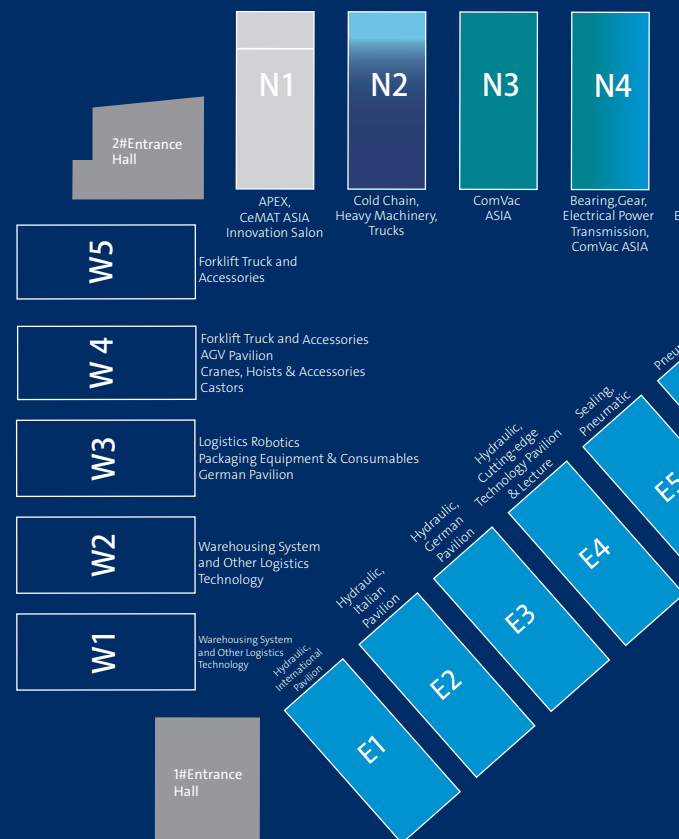 N1
N2
N3
N4
2#Entrance
Hall
APEX,
CeMAT ASIA
Innovation Salon
Cold Chain,
Heavy Machinery,
Trucks
ComVac
ASIA
Bearing,Gear,
Electrical Power
Transmission,
ComVac ASIA
W5
Forklift Truck and
Accessories
W 4
Forklift Truck and Accessories
AGV Pavilion
Cranes, Hoists & Accessories
Castors
W3
Logistics Robotics
Packaging Equipment & Consumables
German Pavilion
W2
Warehousing System
and Other Logistics
Technology
W1
Warehousing System
and Other Logistics
Technology
Hydraulic,
International
Pavilion
E1
Hydraulic,
Italian
Pavilion
E2
Hydraulic,
German
Pavilion
E3
Hydraulic,
Cutting-edge
Technology Pavilion
& Lecture
E4
Sealing,
Pneumatic
E5
1#Entrance
Hall